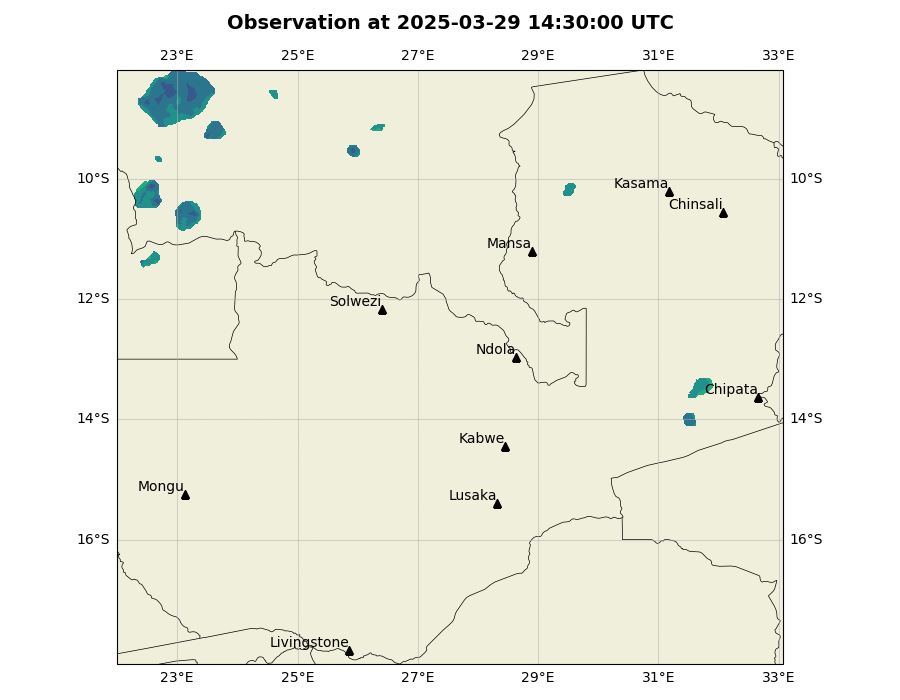 Observation at 2025-03-29 14:30:00 UTC
23°E 25°E 27°E 29°E 31°E 33°E
10°S 10°S
Kasama
Chinsali
Mansa
12°S 12°S
Solwezi
Ndola
Chipata
14°S 14°S
Kabwe
Mongu
Lusaka
16°S 16°S
Livingstone
23°E 25°E 27°E 29°E 31°E 33°E